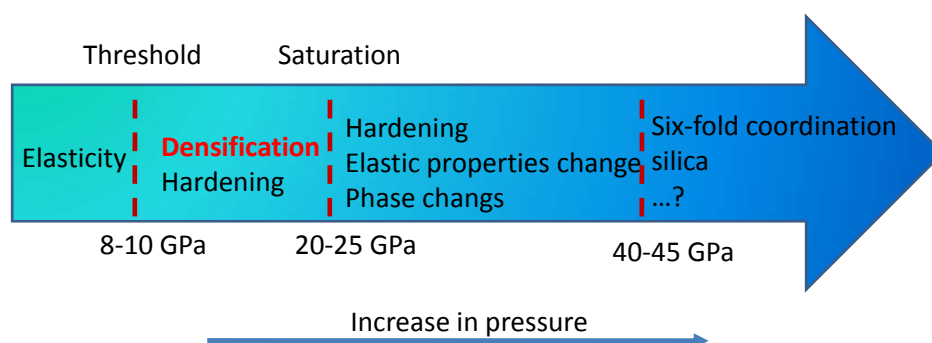 Threshold
Saturation
Elasticity
Densification
Hardening
Hardening
Elastic properties change
Phase changs
Six-fold coordination
silica
...?
8-10 GPa
20-25 GPa
40-45 GPa
Increase in pressure